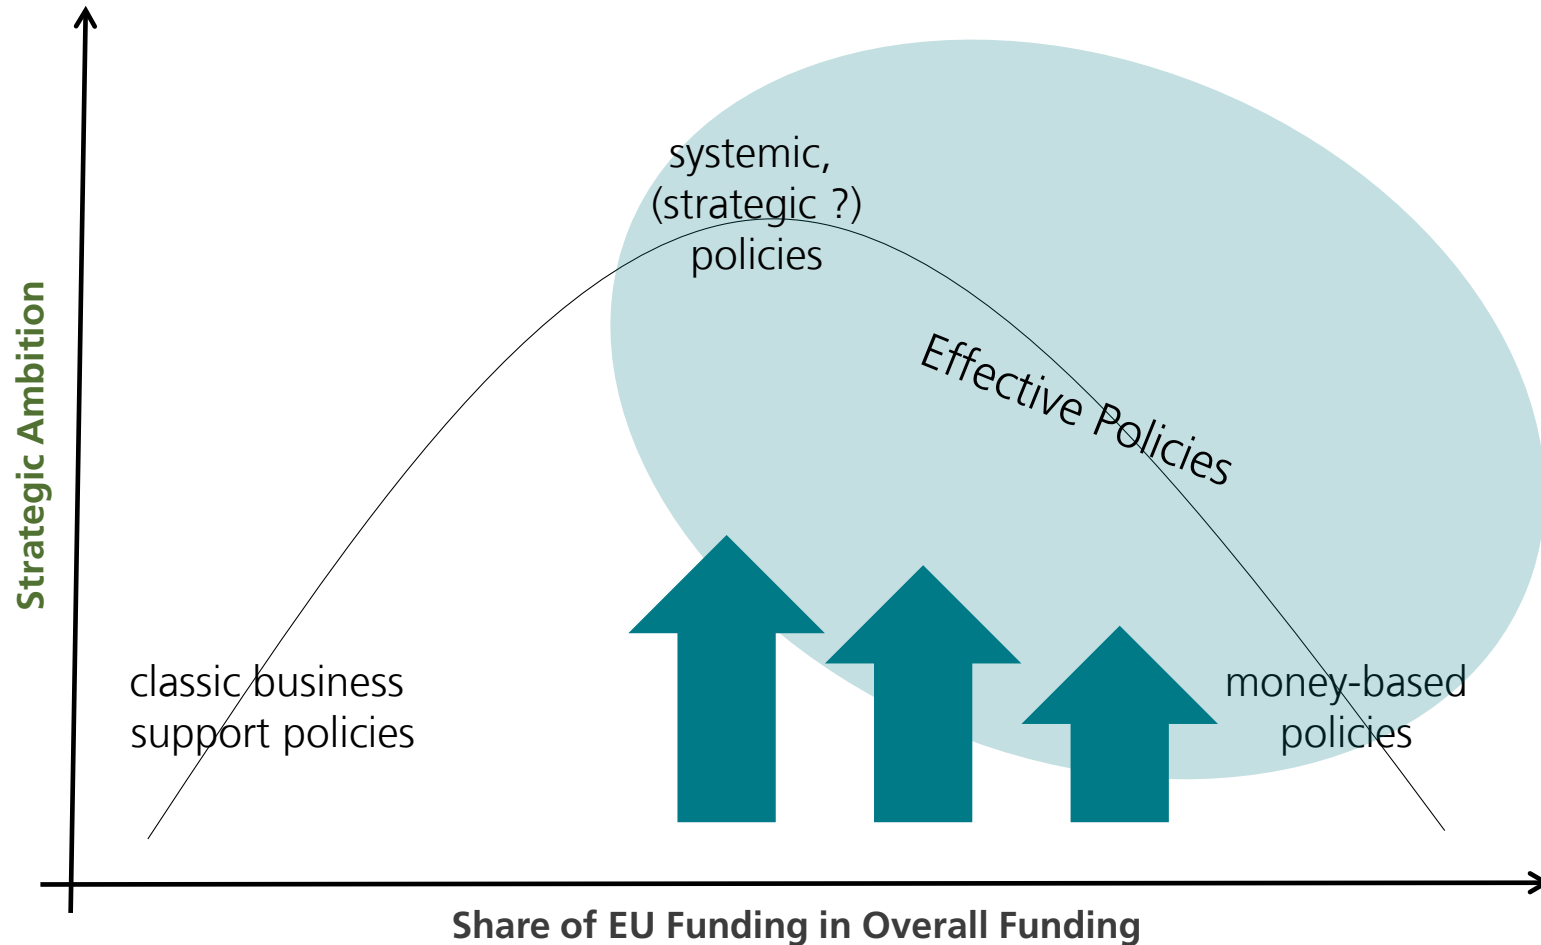 systemic,
(strategic ?)
policies
Effective Policies
Strategic Ambition
classic business
support policies
money-based
policies
Share of EU Funding in Overall Funding